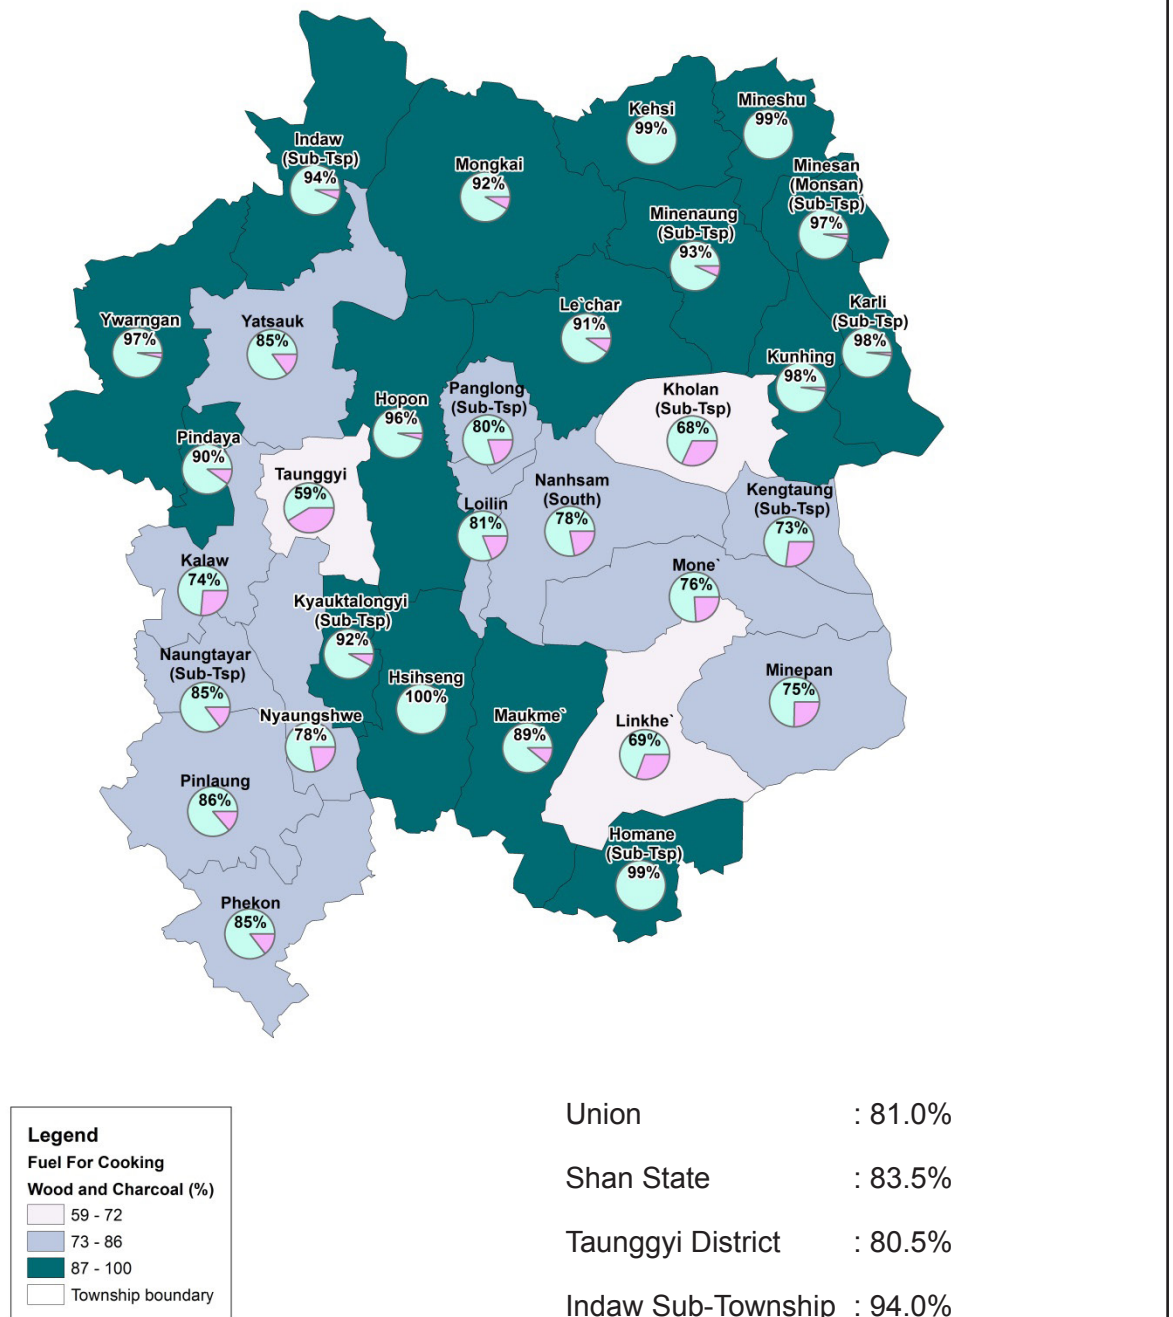 Kehsi
99%
Mineshu
99%
Indaw
(Sub-Tsp)
94%
Mongkai
92%
Minesan
(Monsan)
(Sub-Tsp)
97%
Minenaung
(Sub-Tsp)
93%
Ywarngan
97%
Yatsauk
85%
Le`char
91%
Karli
(Sub-Tsp)
98%
Kunhing
98%
Hopon
96%
Panglong
(Sub-Tsp)
80%
Kholan
(Sub-Tsp)
68%
Pindaya
90%
Taunggyi
59%
Loilin
81%
Nanhsam
(South)
78%
Kengtaung
(Sub-Tsp)
73%
Kalaw
74%
Mone`
76%
Kyauktalongyi
(Sub-Tsp)
92%
Naungtayar
(Sub-Tsp)
85%
Hsihseng
100%
Minepan
75%
Nyaungshwe
78%
Maukme`
89%
Linkhe`
69%
Pinlaung
86%
Homane
(Sub-Tsp)
99%
Phekon
85%
Legend
Fuel For Cooking
Wood and Charcoal (%)
59 - 72
73 - 86
87 - 100
Township boundary
Union : 81.0%
Shan State : 83.5%
Taunggyi District : 80.5%
Indaw Sub-Township : 94.0%